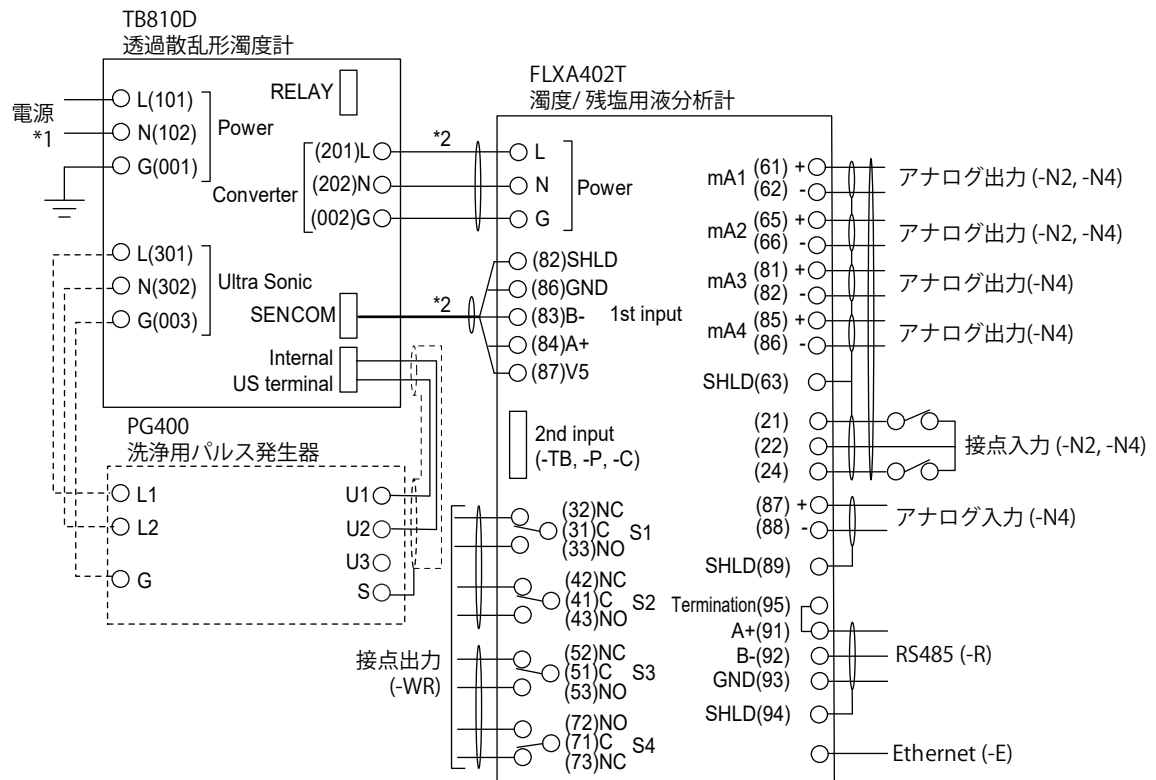 TB810D
透過散乱形濁度計
電源
*1
L(101)
N(102)
G(001)
Power
RELAY
(201)L
(202)N
(002)G
Converter
*2
L(301)
N(302)
G(003)
Ultra Sonic
SENCOM
*2
Internal
US terminal
PG400
洗浄用パルス発生器
L1
L2
G
U1
U2
U3
S
FLXA402T
濁度/ 残塩用液分析計
L
N
G
Power
(82)SHLD
(86)GND
(83)B-
(84)A+
(87)V5
1st input
2nd input
(-TB, -P, -C)
(32)NC
(31)C
(33)NO
S1
(42)NC
(41)C
(43)NO
S2
(52)NC
(51)C
(53)NO
S3
(72)NO
(71)C
(73)NC
S4
接点出力
(-WR)
mA1
(61) +
(62) -
アナログ出力 (-N2, -N4)
mA2
(65) +
(66) -
アナログ出力 (-N2, -N4)
mA3
(81) +
(82) -
アナログ出力(-N4)
mA4
(85) +
(86) -
アナログ出力(-N4)
SHLD(63)
(21)
(22)
(24)
接点入力 (-N2, -N4)
(87) +
(88) -
アナログ入力 (-N4)
SHLD(89)
Termination(95)
A+(91)
B-(92)
GND(93)
RS485 (-R)
SHLD(94)
Ethernet (-E)